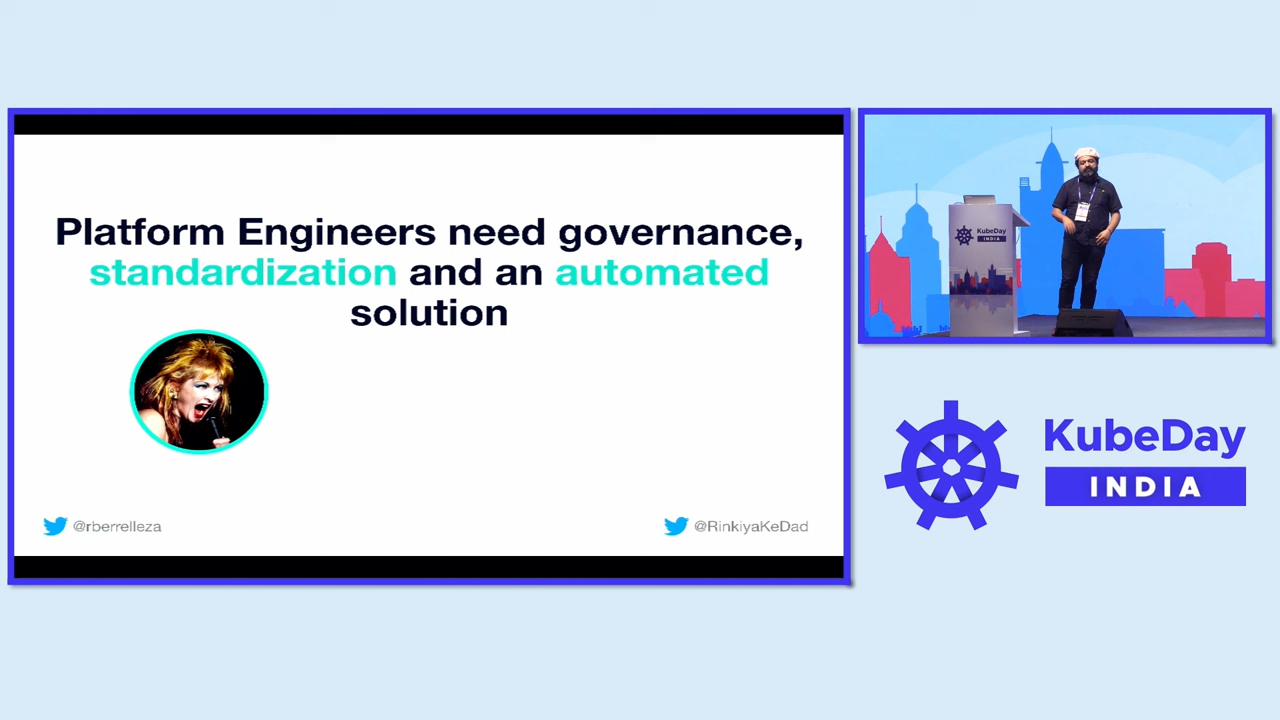 Platform Engineers need governance,
standardization and an automated
solution
@rberrelleza
@RinkiyaKeDad
KubeDay
INDIA
KubeDay
INDIA